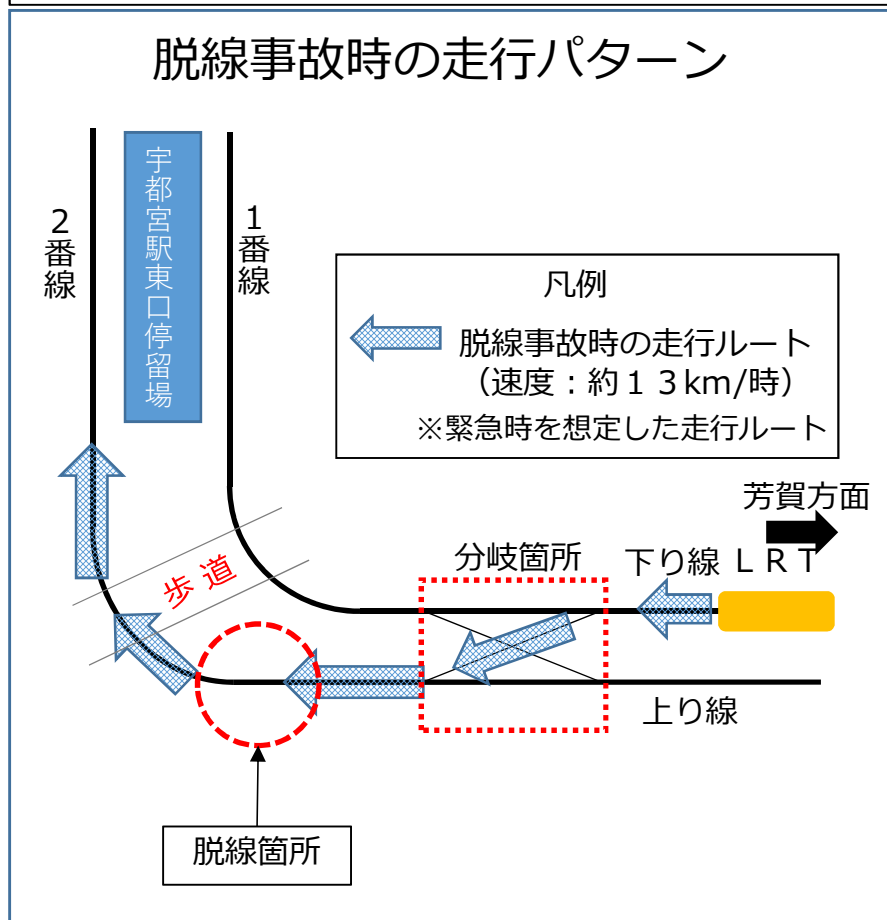 脱線事故時の走行パターン
宇都宮駅東口停留場
2番線
1番線
凡例
脱線事故時の走行ルート
（速度：約１３km/時）
※緊急時を想定した走行ルート
芳賀方面
分岐箇所
下り線
ＬＲＴ
歩道
上り線
脱線箇所